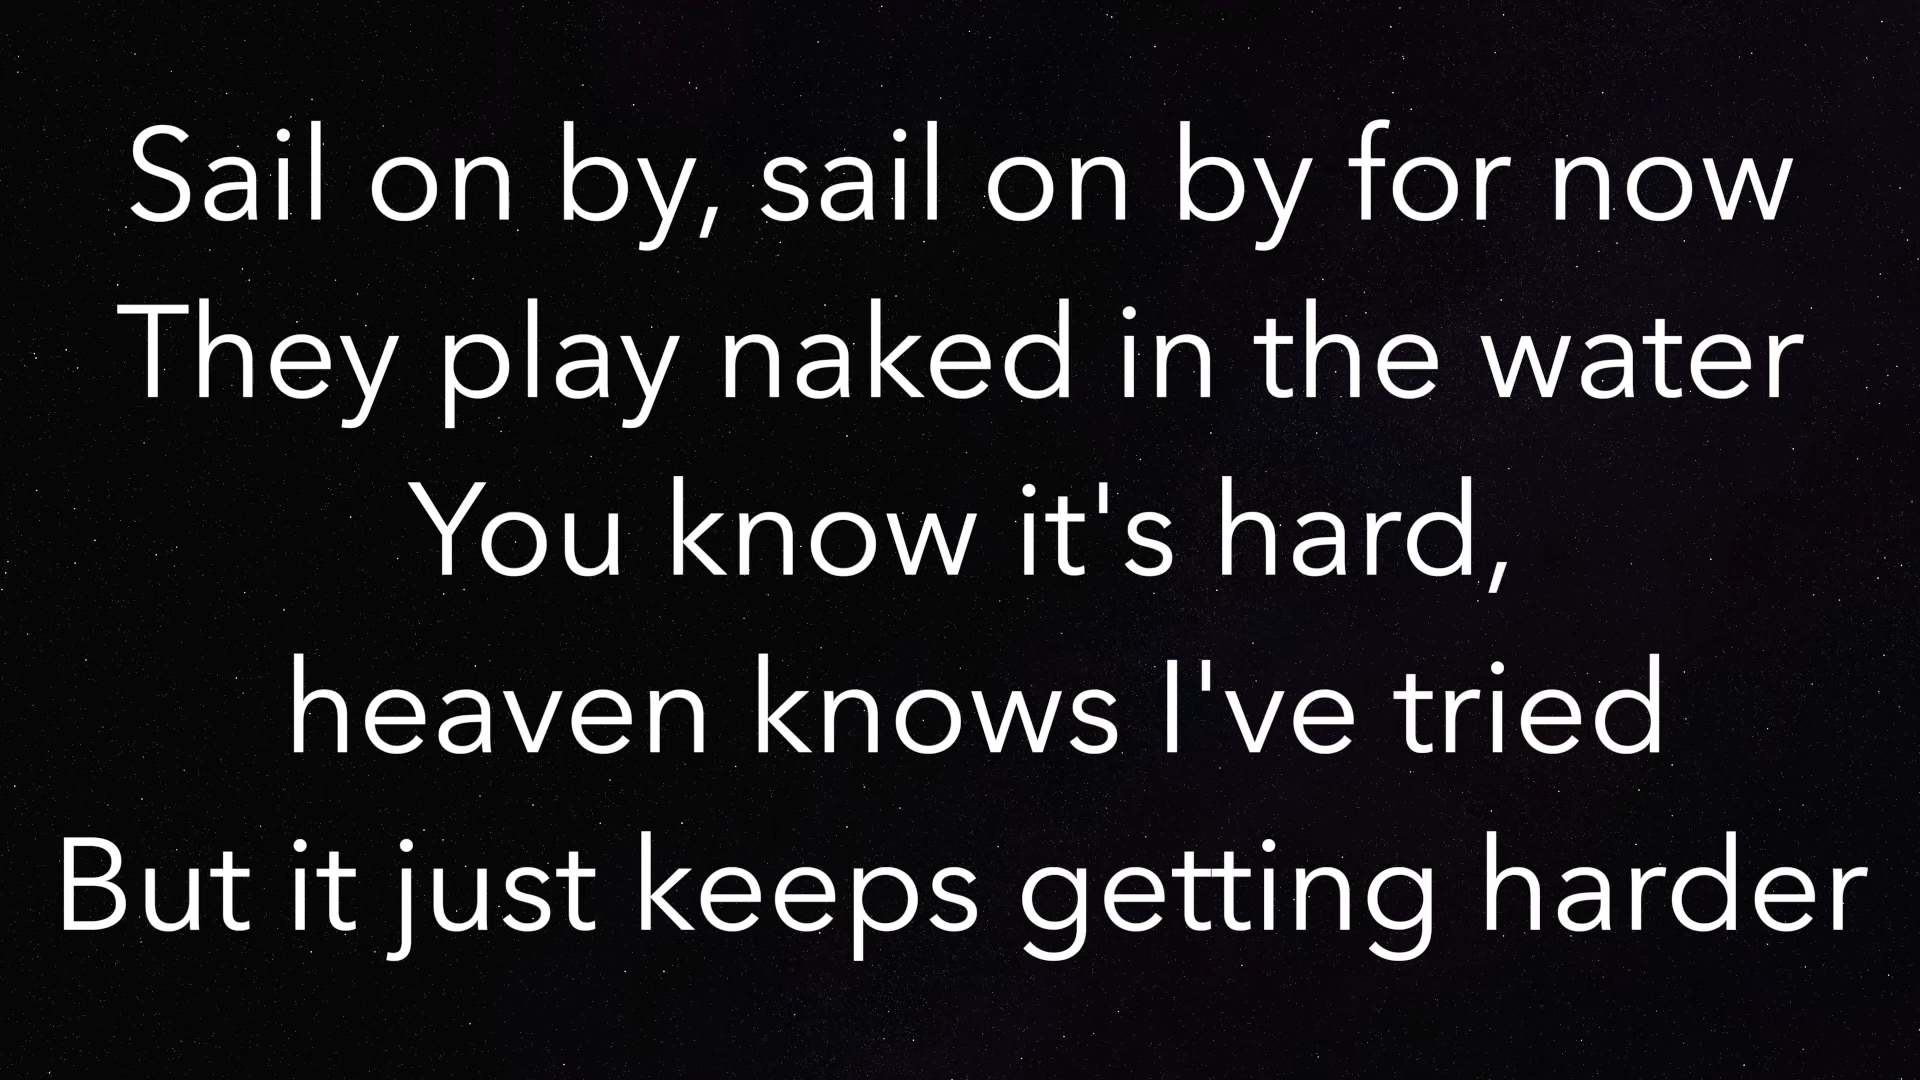 Sail on by, sail on by for now
They play naked in the water
You know it's hard,
heaven knows I've tried
But it just keeps getting harder